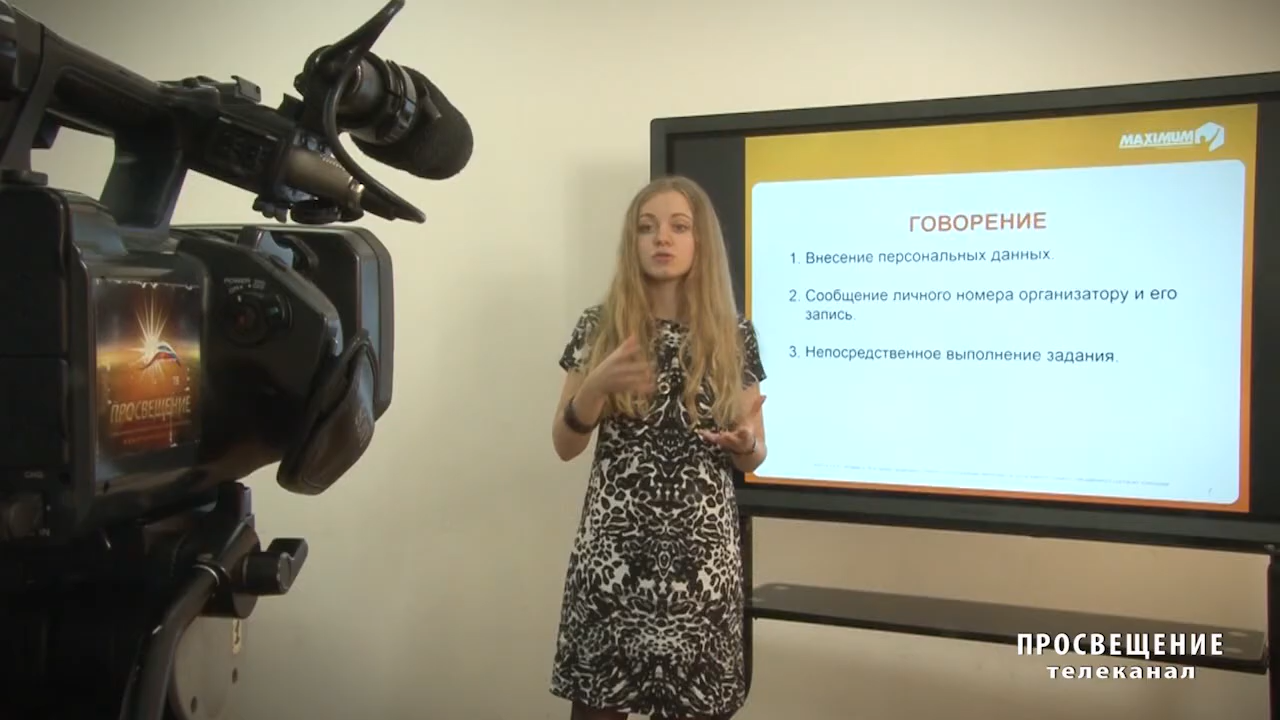 MAXIMUM
ГОВОРЕНИЕ
1. Внесение персональных данных.
2. Сообщение личного номера организатору и его
запись.
3. Непосредственное выполнение задания.
POWER
ПРОСВЕЩЕНИЕ
ПРОСВЕЩЕНИЕ
телеканал